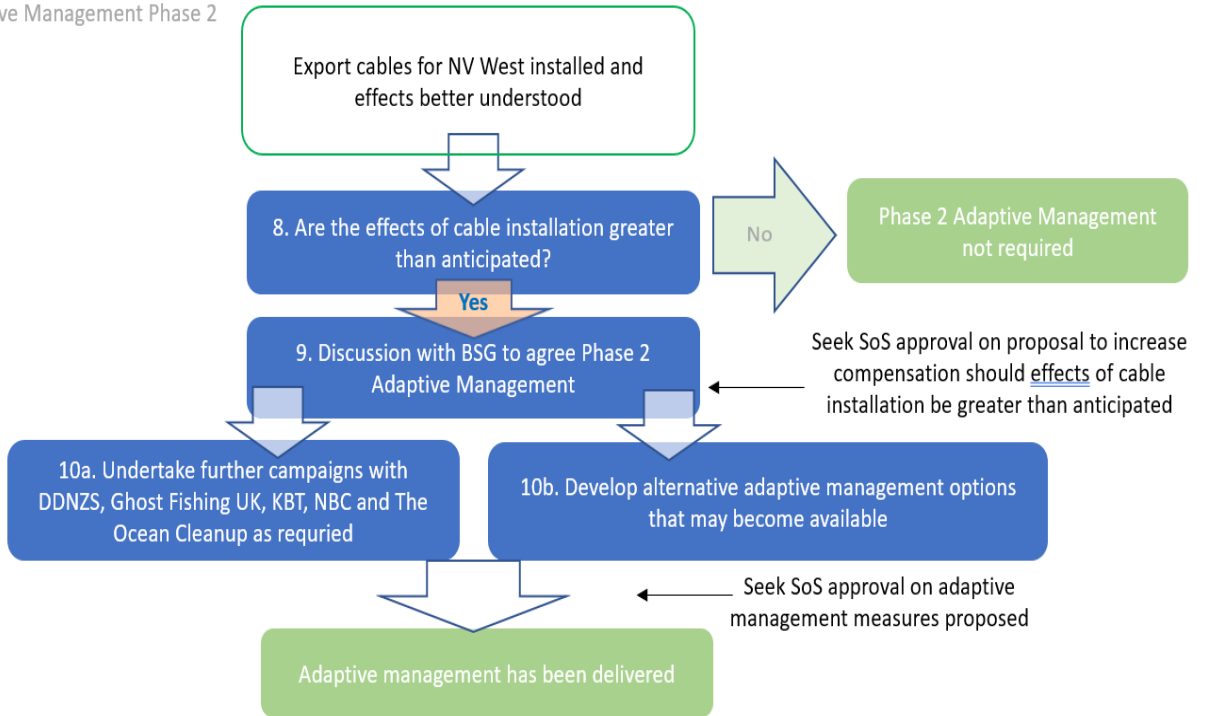 ve Management Phase 2
Export cables for NV West installed and
effects better understood
8. Are the effects of cable installation greater
than anticipated?
No
Phase 2 Adaptive Management
not required
Yes
9. Discussion with BSG to agree Phase 2
Adaptive Management
Seek SoS approval on proposal to increase
compensation should effects of cable
installation be greater than anticipated
10a. Undertake further campaigns with
DDNZS, Ghost Fishing UK, KBT, NBC and The
Ocean Cleanup as requried
10b. Develop alternative adaptive management options
that may become available
Seek SoS approval on adaptive
management measures proposed
Adaptive management has been delivered